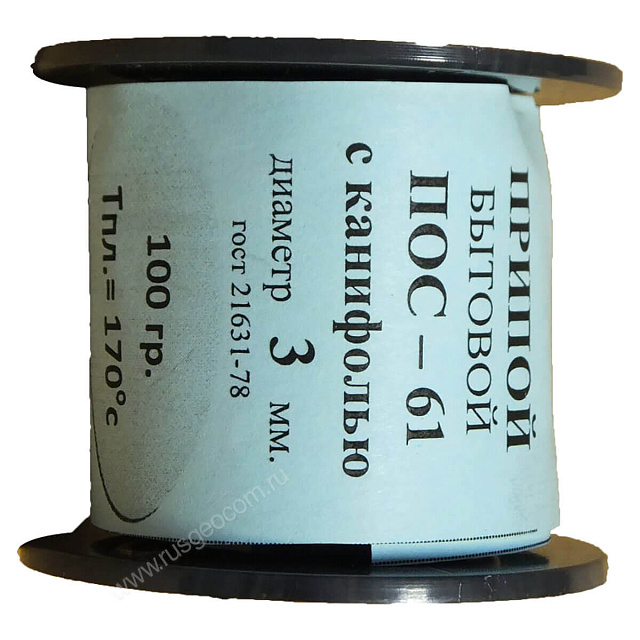 ПРИПОЙ
БЫТОВОЙ
ПОС – 61
с канифолью
диаметр 3 мм.
гост 21631-78
100 гр.
Тпл.= 170°с
www.rusgeocom.ru